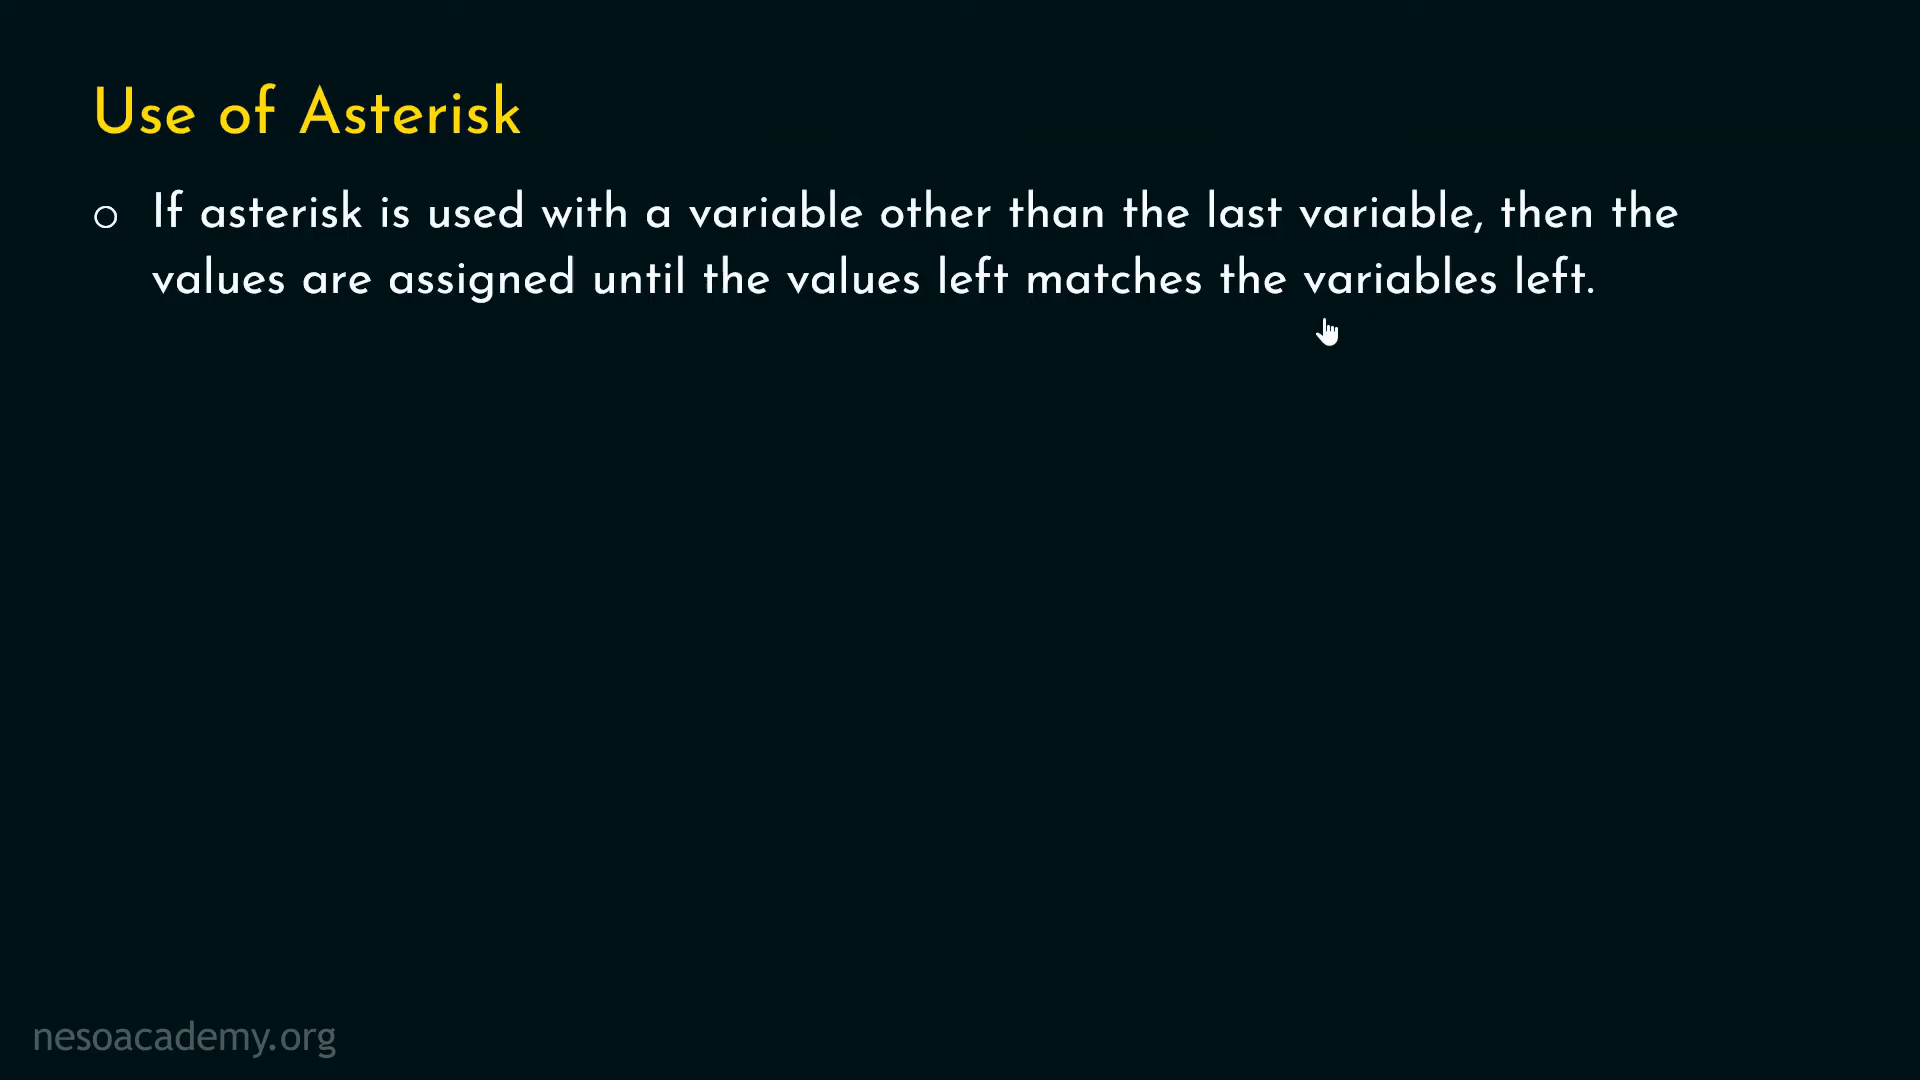 Use of Asterisk
If asterisk is used with a variable other than the last variable, then the
values are assigned until the values left matches the variables left.
nesoacademy.org